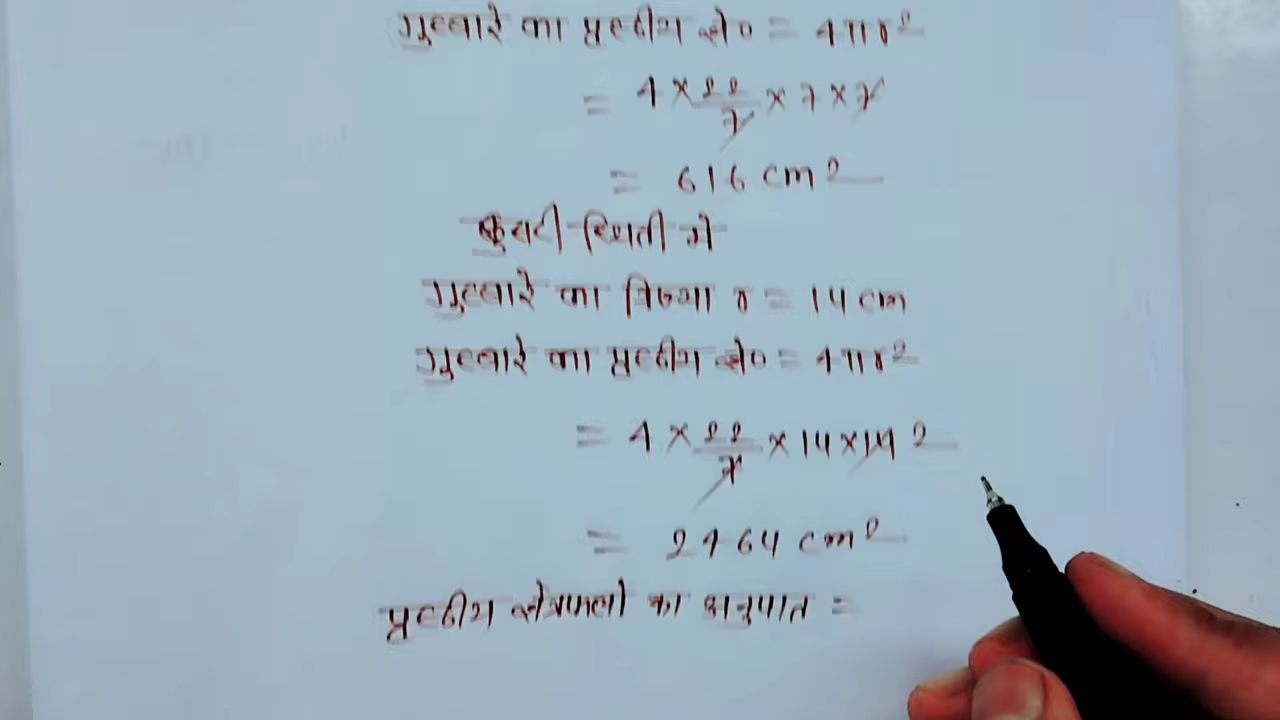 गुब्बारे का पृष्ठीय क्षे० = 4πr²
= 4 × 22/7 × 7 × 7
= 616 cm²
दुसरी स्थिती में
गुब्बारे का त्रिज्या r = 14 cm
गुब्बारे का पृष्ठीय क्षे० = 4πr²
= 4 × 22/7 × 14 × 14 2
= 2464 cm²
पृष्ठीय क्षेत्रफलो का अनुपात =